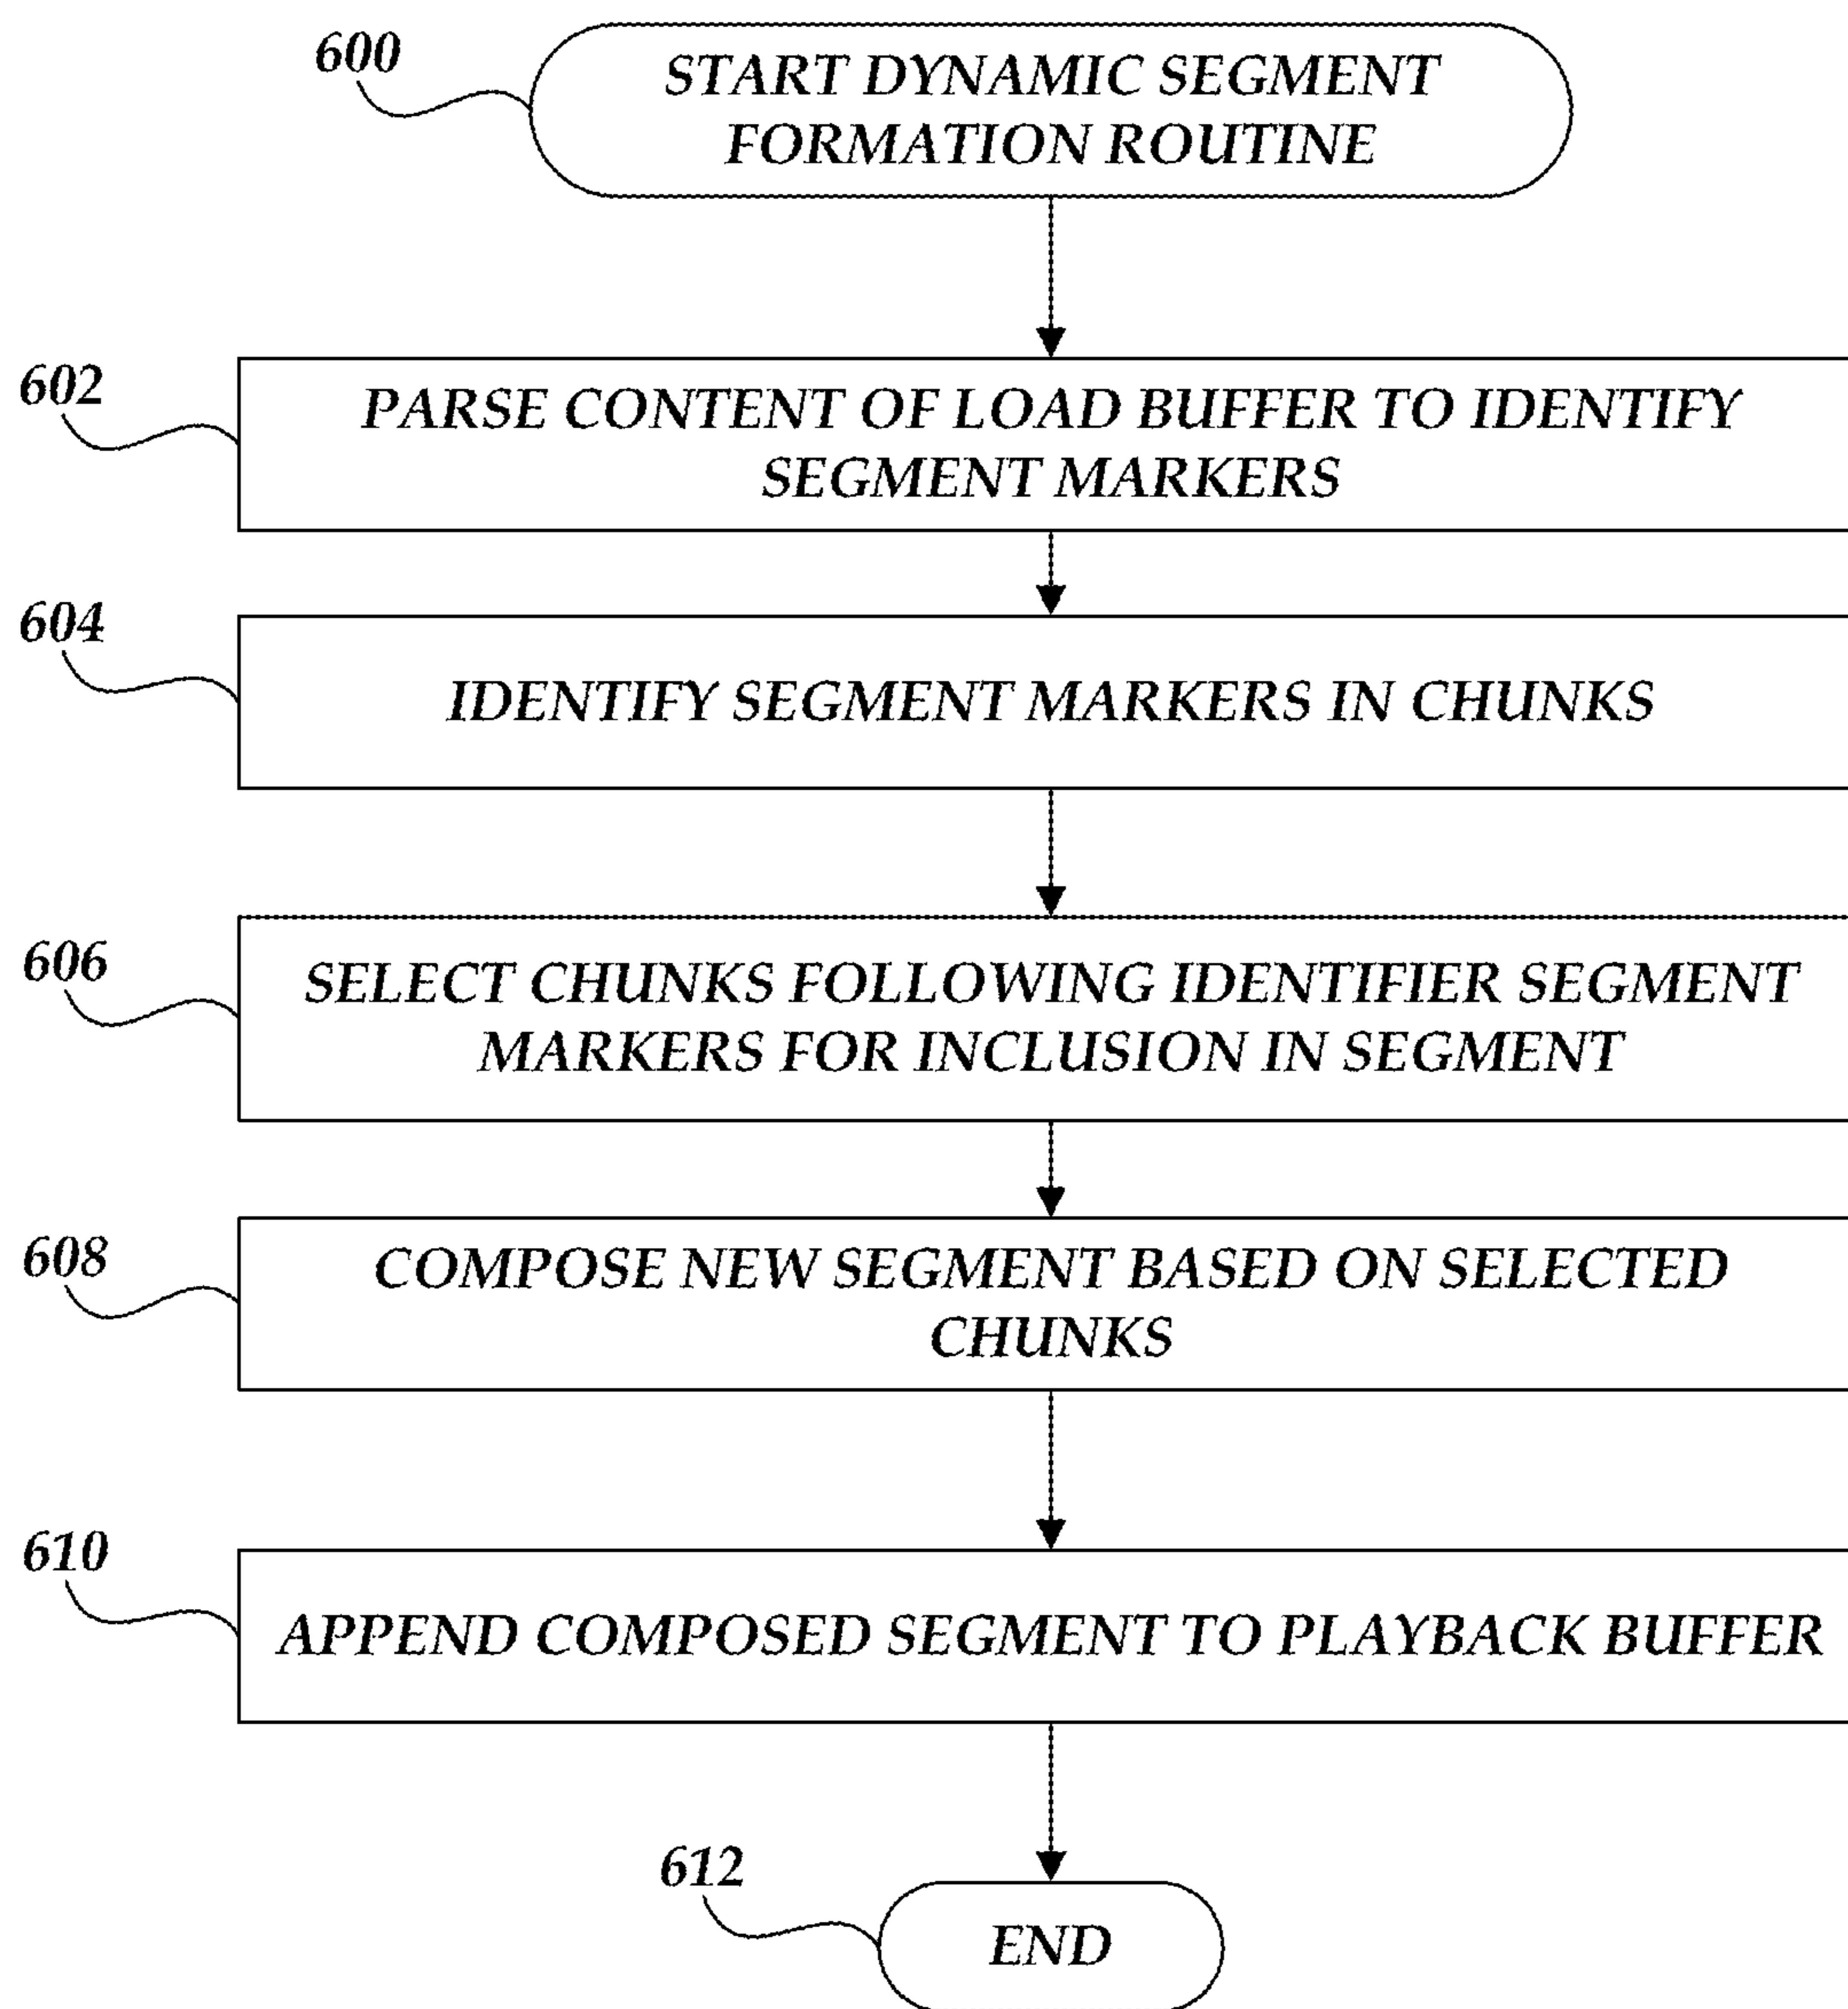 600
START DYNAMIC SEGMENT
FORMATION ROUTINE
602
PARSE CONTENT OF LOAD BUFFER TO IDENTIFY
SEGMENT MARKERS
604
IDENTIFY SEGMENT MARKERS IN CHUNKS
606
SELECT CHUNKS FOLLOWING IDENTIFIER SEGMENT
MARKERS FOR INCLUSION IN SEGMENT
608
COMPOSE NEW SEGMENT BASED ON SELECTED
CHUNKS
610
APPEND COMPOSED SEGMENT TO PLAYBACK BUFFER
612
END